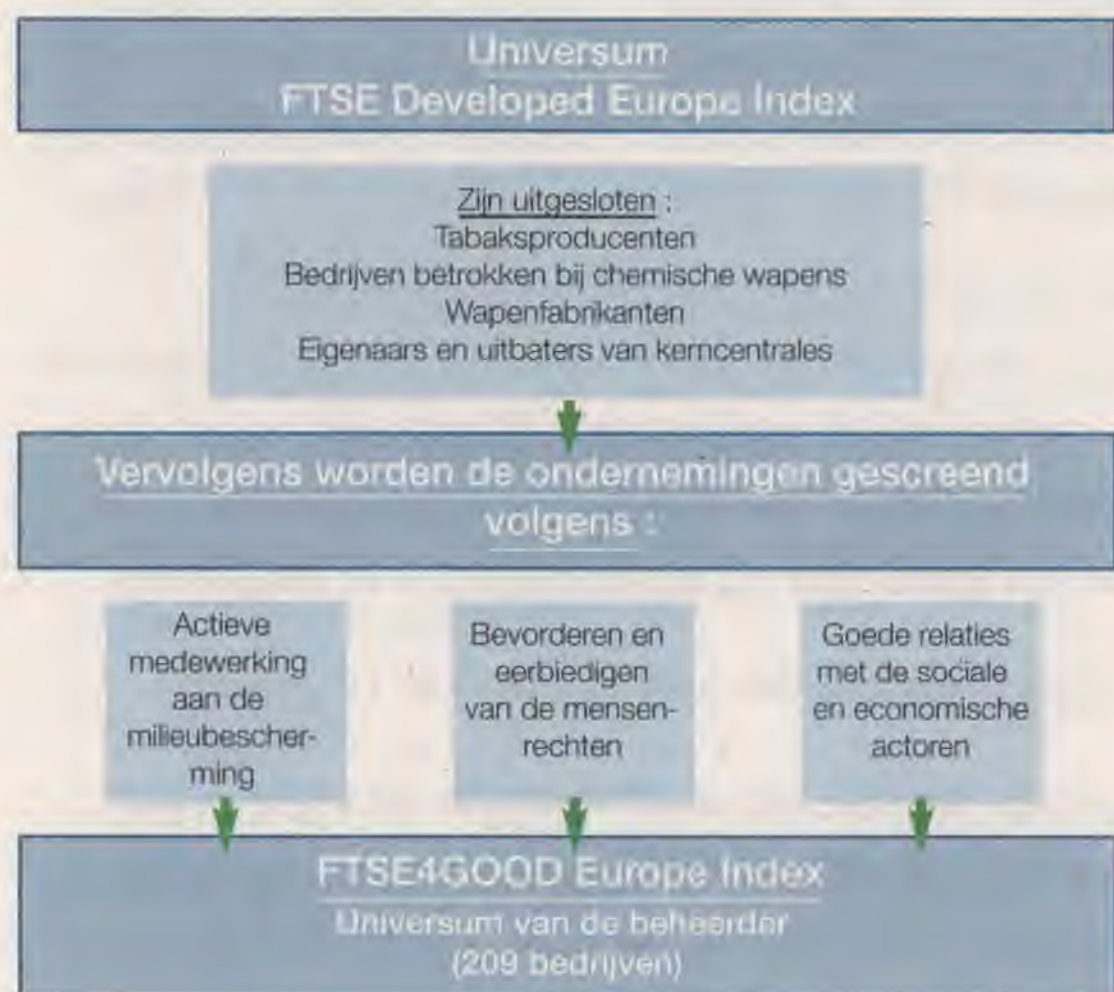 Universum
FTSE Developed Europe Index
Zijn uitgesloten :
Tabaksproducenten
Bedrijven betrokken bij chemische wapens
Wapenfabrikanten
Eigenaars en uitbaters van kerncentrales
Vervolgens worden de ondernemingen gescreend
volgens :
Actieve
medewerking
aan de
milieubescher-
ming
Bevorderen en
eerbiedigen
van de mensen-
rechten
Goede relaties
met de sociale
en economische
actoren
FTSE4GOOD Europe Index
Universum van de beheerder
(209 bedrijven)